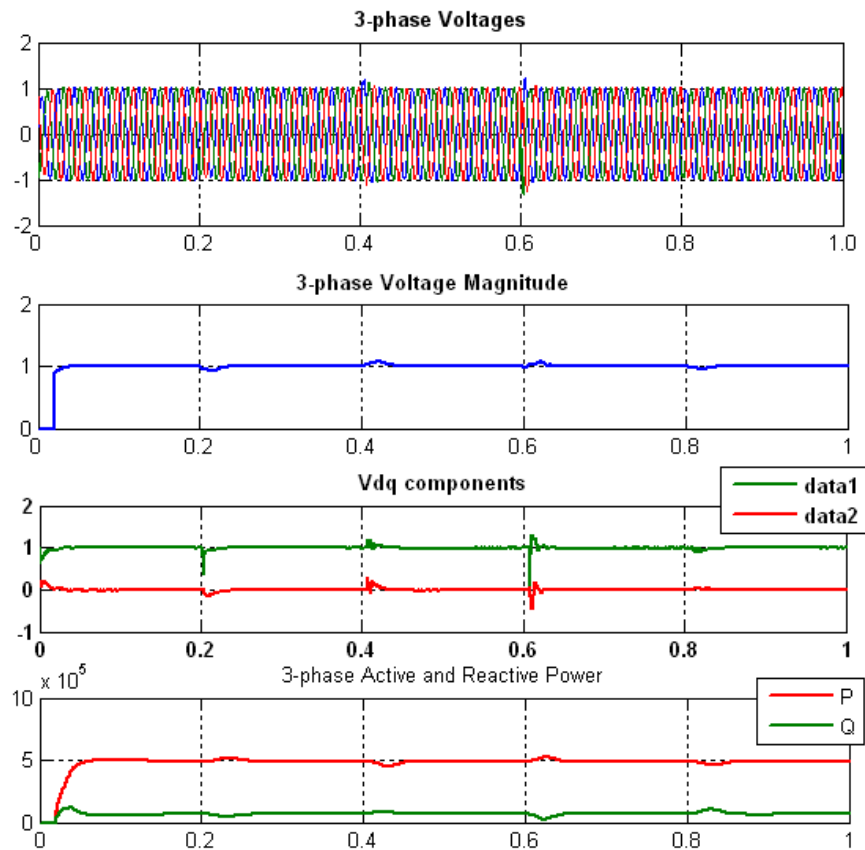 3-phase Voltages
2
1
0
-1
-2
0 0.2 0.4 0.6 0.8 1.0
3-phase Voltage Magnitude
2
1
0
0 0.2 0.4 0.6 0.8 1
Vdq components
data1
data2
2
1
0
-1
0 0.2 0.4 0.6 0.8 1
x 10^5
3-phase Active and Reactive Power
P
Q
10
5
0
0 0.2 0.4 0.6 0.8 1